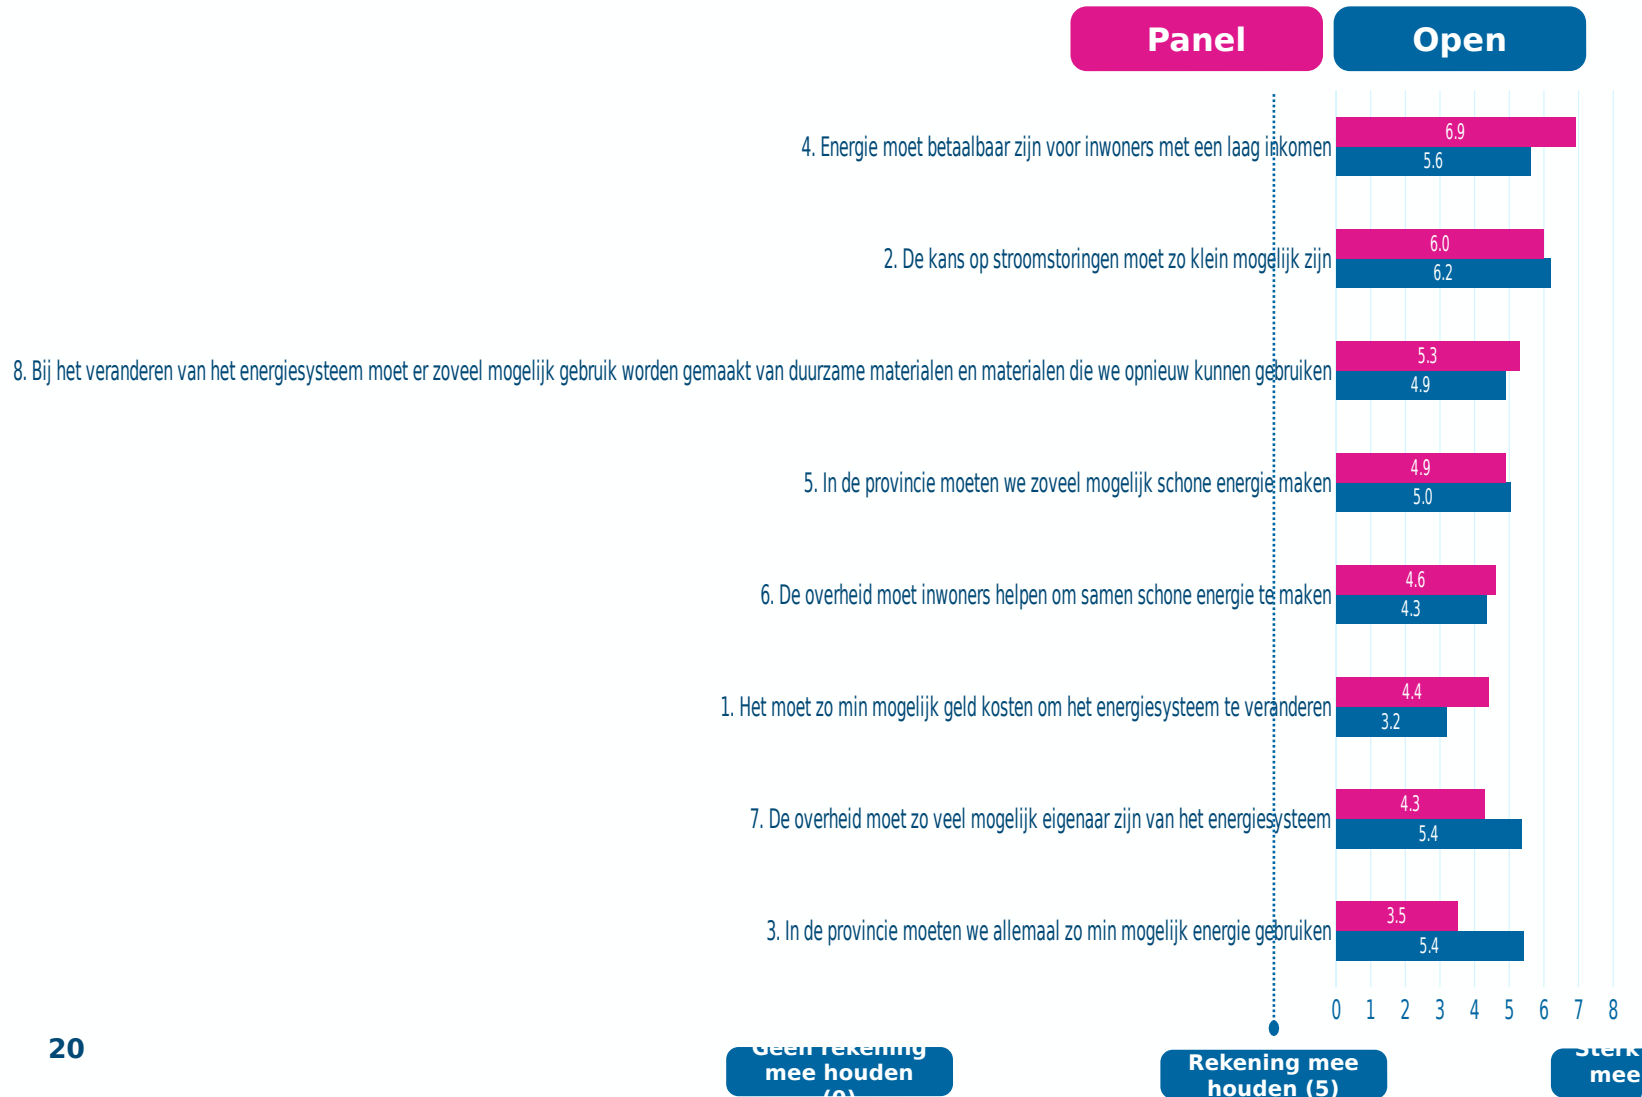 Panel
Open
4. Energie moet betaalbaar zijn voor inwoners met een laag inkomen
6.9
5.6
2. De kans op stroomstoringen moet zo klein mogelijk zijn
6.0
6.2
8. Bij het veranderen van het energiesysteem moet er zoveel mogelijk gebruik worden gemaakt van duurzame materialen en materialen die we opnieuw kunnen gebruiken
5.3
4.9
5. In de provincie moeten we zoveel mogelijk schone energie maken
4.9
5.0
6. De overheid moet inwoners helpen om samen schone energie te maken
4.6
4.3
1. Het moet zo min mogelijk geld kosten om het energiesysteem te veranderen
4.4
3.2
7. De overheid moet zo veel mogelijk eigenaar zijn van het energiesysteem
4.3
5.4
3. In de provincie moeten we allemaal zo min mogelijk energie gebruiken
3.5
5.4
0 1 2 3 4 5 6 7 8
20
Geen rekening
mee houden
(0)
Rekening mee
houden (5)
Sterk
mee